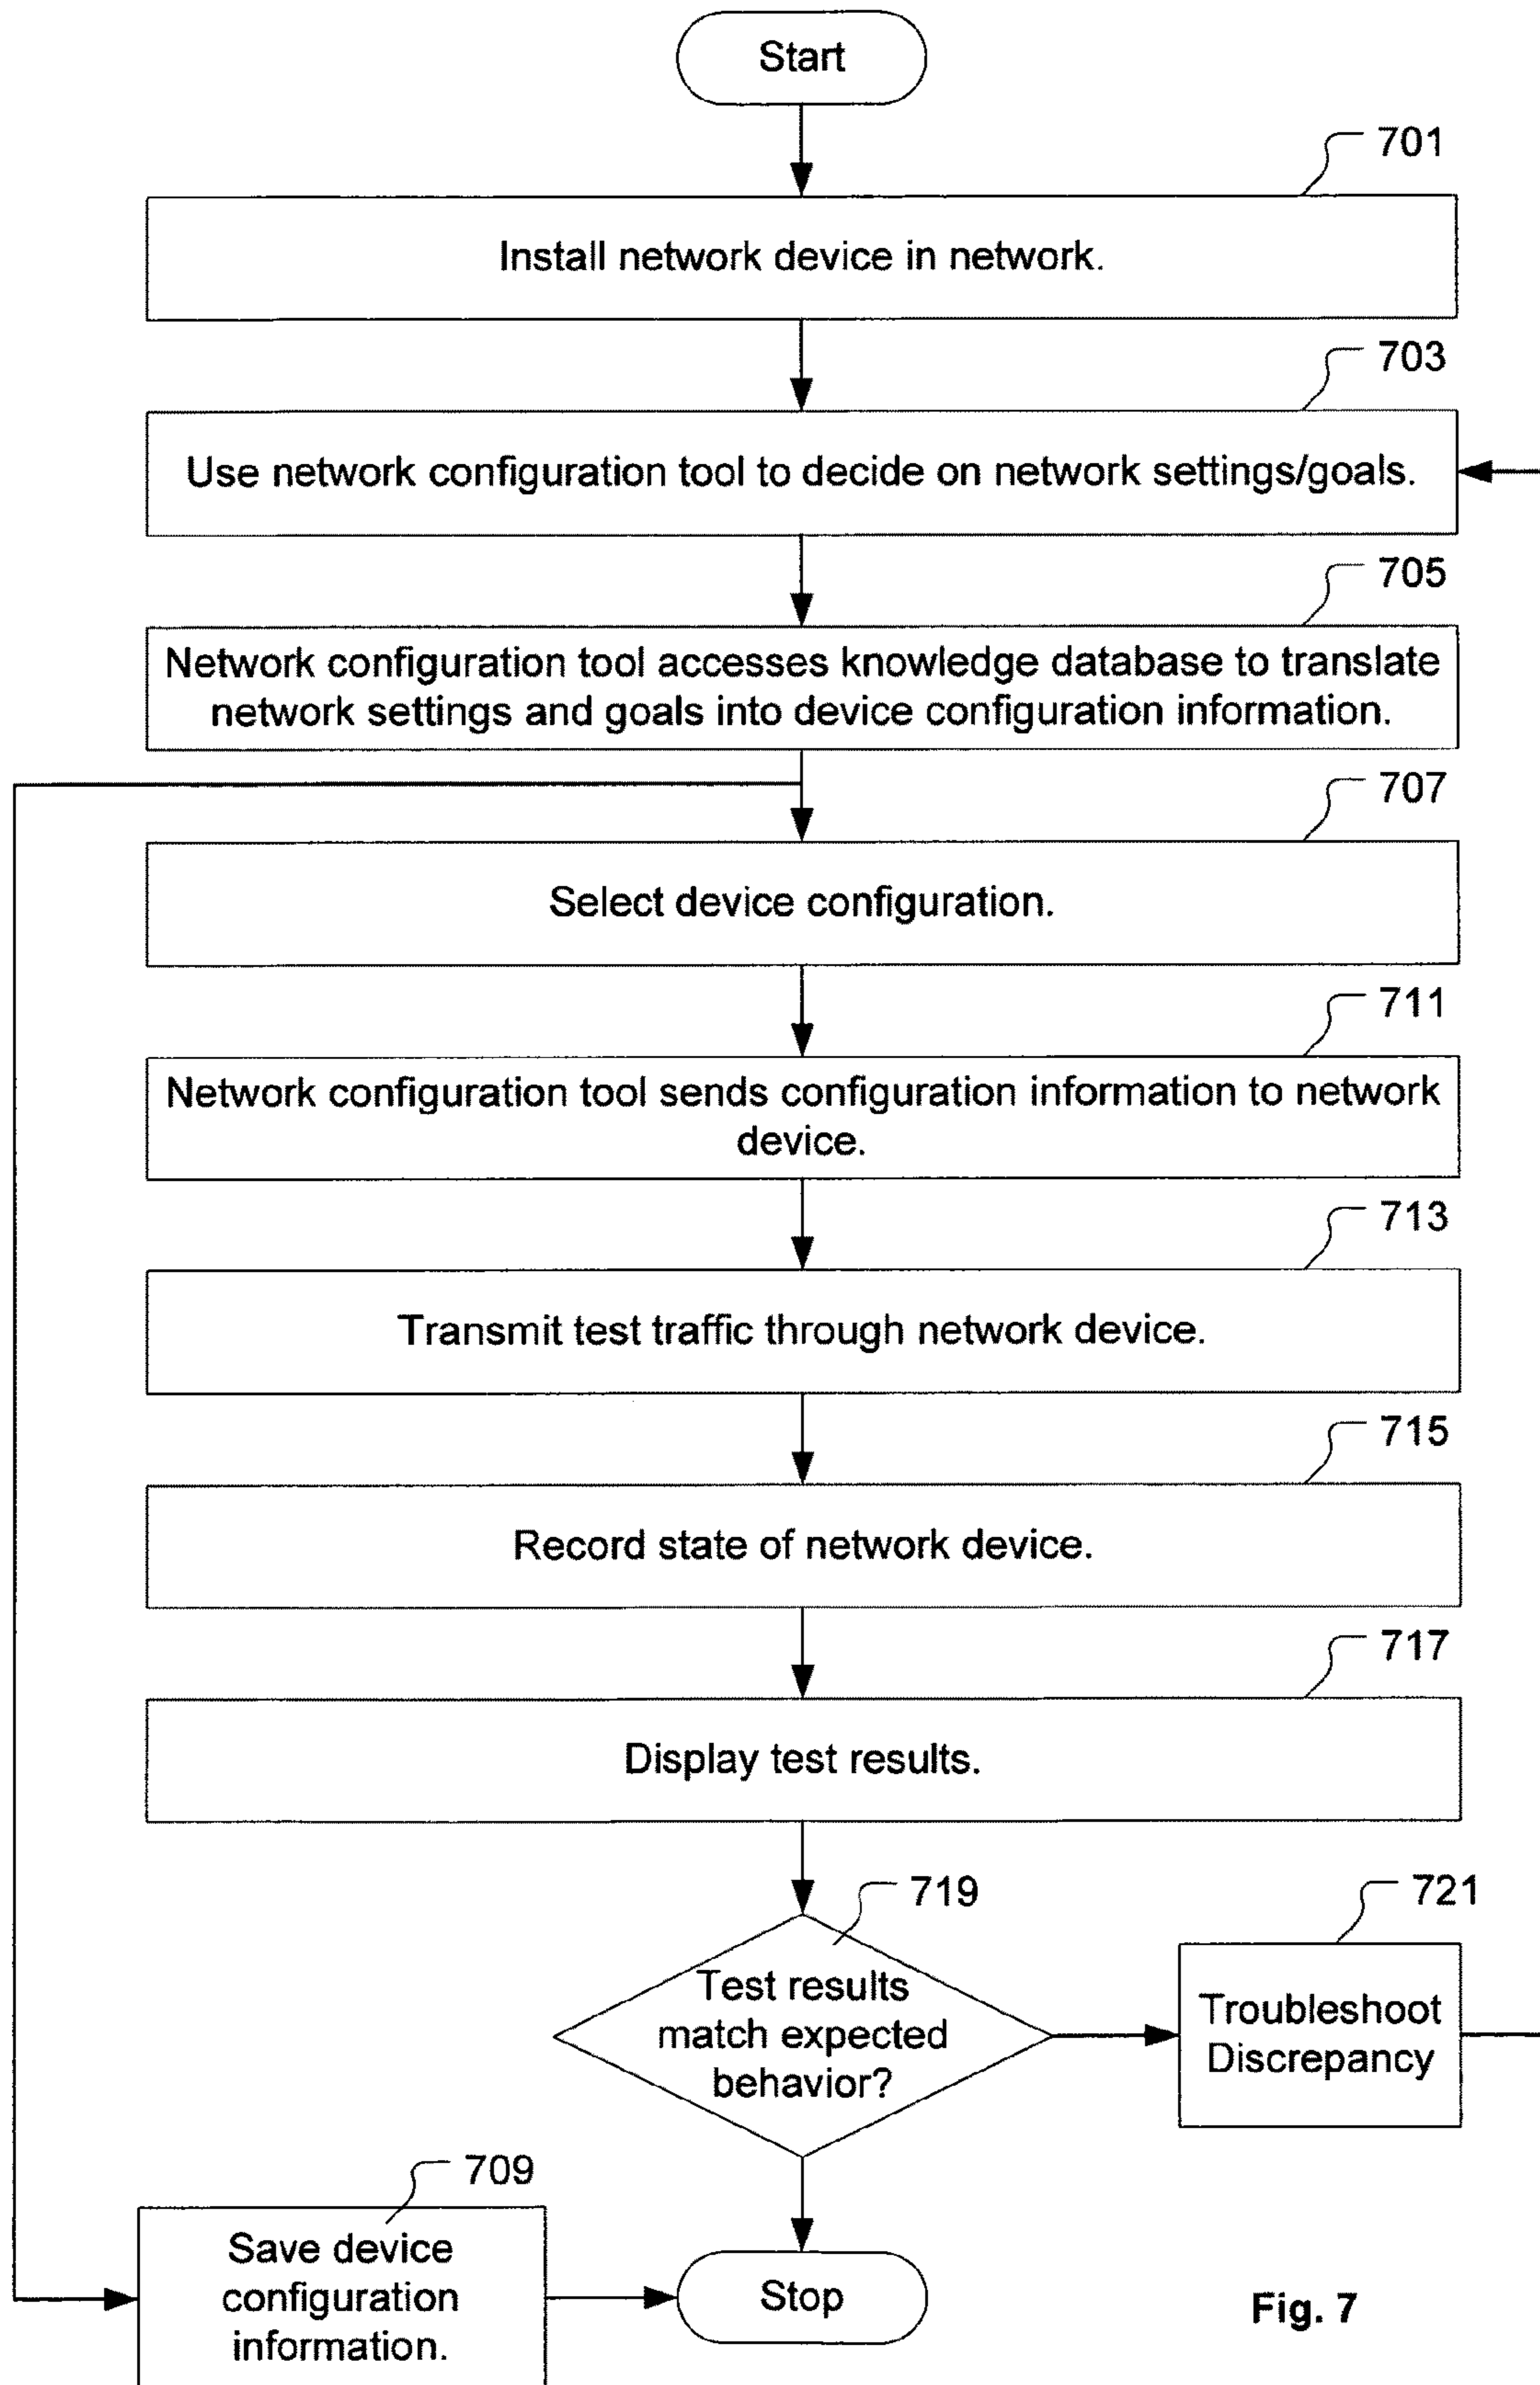 Start
701
Install network device in network.
703
Use network configuration tool to decide on network settings/goals.
705
Network configuration tool accesses knowledge database to translate
network settings and goals into device configuration information.
707
Select device configuration.
711
Network configuration tool sends configuration information to network
device.
713
Transmit test traffic through network device.
715
Record state of network device.
717
Display test results.
719
Test results
match expected
behavior?
721
Troubleshoot
Discrepancy
709
Save device
configuration
information.
Stop
Fig. 7